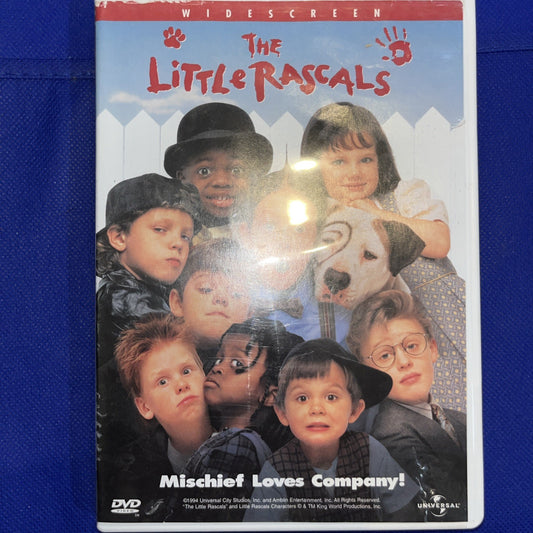 WIDESCREEN
THE
LITTLE RASCALS
Mischief Loves Company!
©1994 Universal City Studios, Inc. and Amblin Entertainment, Inc. All Rights Reserved.
"The Little Rascals" and Little Rascals Characters © & TM King World Productions, Inc.
DVD
VIDEO
UNIVERSAL